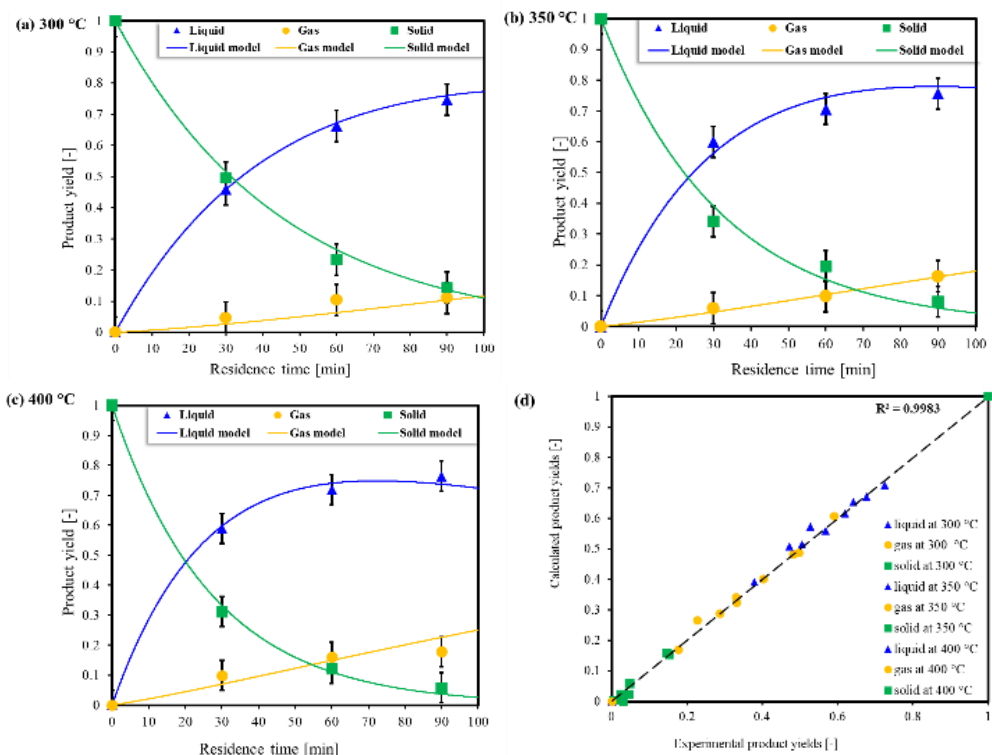 (a) 300 °C
Liquid Gas Solid
Liquid model Gas model Solid model
Product yield [-]
1
0.9
0.8
0.7
0.6
0.5
0.4
0.3
0.2
0.1
0
0 10 20 30 40 50 60 70 80 90 100
Residence time [min]
(b) 350 °C
Liquid Gas Solid
Liquid model Gas model Solid model
Product yield [-]
1
0.9
0.8
0.7
0.6
0.5
0.4
0.3
0.2
0.1
0
0 10 20 30 40 50 60 70 80 90 100
Residence time [min]
(c) 400 °C
Liquid Gas Solid
Liquid model Gas model Solid model
Product yield [-]
1
0.9
0.8
0.7
0.6
0.5
0.4
0.3
0.2
0.1
0
0 10 20 30 40 50 60 70 80 90 100
Residence time [min]
(d)
R² = 0.9983
Calculated product yields [-]
1
0.9
0.8
0.7
0.6
0.5
0.4
0.3
0.2
0.1
0
liquid at 300 °C
gas at 300 °C
solid at 300 °C
liquid at 350 °C
gas at 350 °C
solid at 350 °C
liquid at 400 °C
gas at 400 °C
solid at 400 °C
0 0.2 0.4 0.6 0.8 1
Experimental product yields [-]